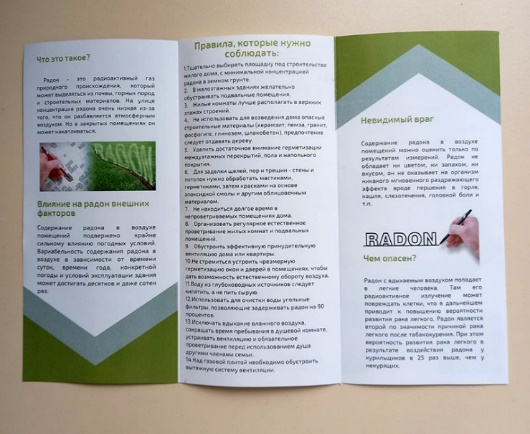 Что это такое?
Радон - это радиоактивный газ
природного происхождения, который
может выделяться из почвы, горных пород
и строительных материалов. На улице
концентрация радона очень низкая из-за
того, что он разбавляется атмосферным
воздухом. Но в закрытых помещениях он
может накапливаться.
RADON
Влияние на радон внешних
факторов
Содержание радона в воздухе
помещений подвержено крайне
сильному влиянию погодных условий.
Вариабельность содержания радона в
воздухе в зависимости от времени
суток, времени года, конкретной
погоды и условий эксплуатации здания
может достигать десятков и даже сотен
раз.
Правила, которые нужно
соблюдать:
1.Тщательно выбирать площадку под строительство
жилого дома, с минимальной концентрацией
радона в земном грунте.
2. В мало этажных зданиях желательно
обустраивать подвальные помещения.
3. Жилые комнаты лучше располагать в верхних
этажах строений.
4. Не использовать для возведения дома опасные
строительные материалы (керамзит, пемза, гранит,
фосфогипс, глинозем, шлакобетон), предпочтение
следует отдавать дереву.
5. Уделить достаточно внимание герметизации
междуэтажных перекрытий, пола и напольного
покрытия.
6. Для заделки щелей, пор и трещин - стены и
потолок нужно обработать мастиками,
герметиками, затем красками на основе
эпоксидной смолы и другим облицовочным
материалом.
7. Не находиться долгое время в
непроветриваемых помещениях дома.
8. Организовать регулярное естественное
проветривание жилых комнат и подвальных
помещений.
9. Обустроить эффективную принудительную
вентиляцию дома или квартиры.
10.Не стремиться устроить чрезмерную
герметизацию окон и дверей в помещениях, чтобы
дать возможность естественному обороту воздуха.
11.Воду из глубоководных источников следует
кипятить, а не пить сырую.
12.Использовать для очистки воды угольные
фильтры, позволяющие задерживать радон на 90
процентов.
13.Исключать вдыхание влажного воздуха,
сокращать время пребывания в душевой комнате,
устраивать вентиляцию и обязательное
проветривание перед использованием душа
другими членами семьи.
14.Над газовой плитой необходимо обустроить
вытяжную систему вентиляции.
Невидимый враг
Содержание радона в воздухе
помещений можно оценить только по
результатам измерений. Радон не
обладает ни цветом, ни запахом, ни
вкусом, он не оказывает на организм
никакого мгновенного раздражающего
эффекта вроде першения в горле,
кашля, слезотечения, головной боли и
т.п.
RADON
Чем опасен?
Радон с вдыхаемым воздухом попадает
в легкие человека. Там его
радиоактивное излучение может
повреждать клетки, что в дальнейшем
приводит к повышению вероятности
развития рака легкого. Радон является
второй по значимости причиной рака
легкого после табакокурения. При этом
вероятность развития рака легкого в
результате воздействия радона у
курильщиков в 25 раз выше, чем у
некурящих.